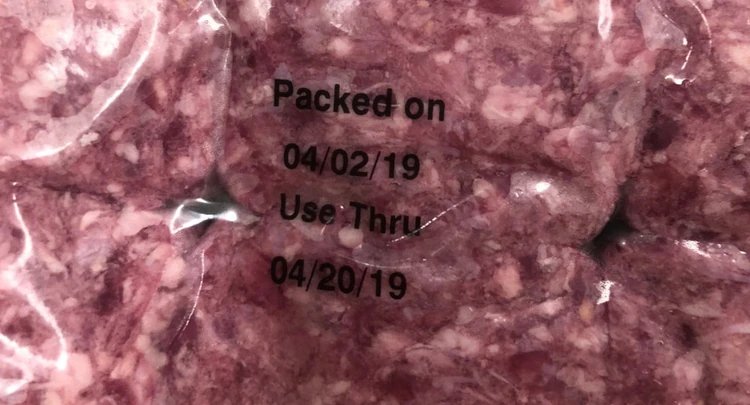 Packed on
04/02/19
Use Thru
04/20/19